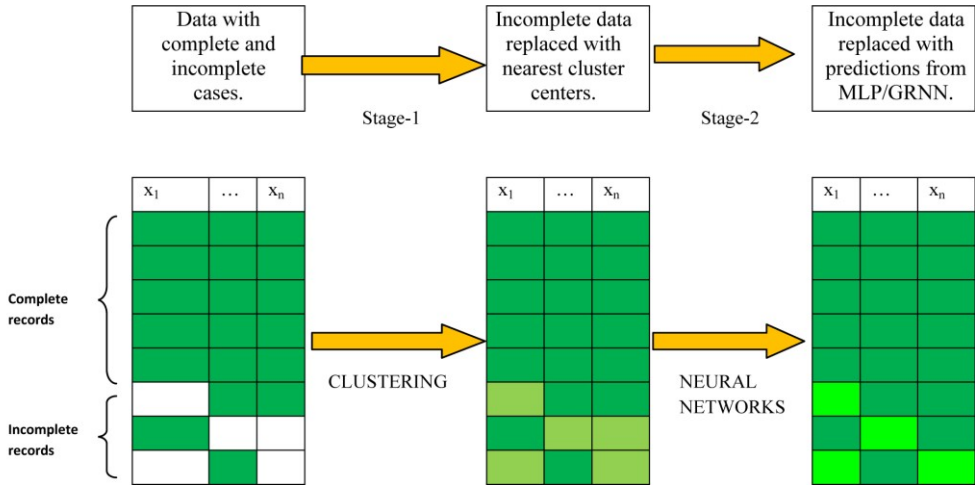 Data with
complete and
incomplete
cases.
Stage-1
Incomplete data
replaced with
nearest cluster
centers.
Stage-2
Incomplete data
replaced with
predictions from
MLP/GRNN.
x₁ … xₙ
x₁ … xₙ
x₁ … xₙ
Complete
records
CLUSTERING
NEURAL
NETWORKS
Incomplete
records